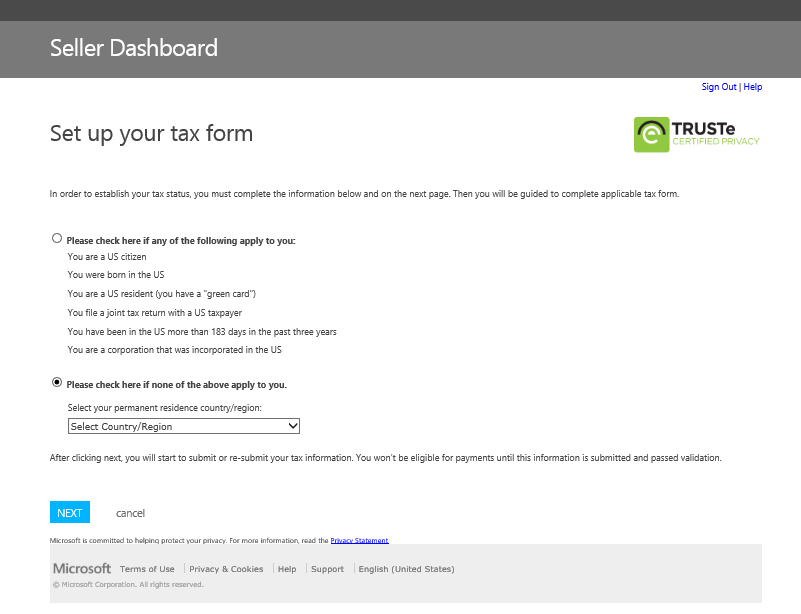 Seller Dashboard
Sign Out | Help
Set up your tax form
TRUSTe
CERTIFIED PRIVACY
In order to establish your tax status, you must complete the information below and on the next page. Then you will be guided to complete applicable tax form.
Please check here if any of the following apply to you:
You are a US citizen
You were born in the US
You are a US resident (you have a "green card")
You file a joint tax return with a US taxpayer
You have been in the US more than 183 days in the past three years
You are a corporation that was incorporated in the US
Please check here if none of the above apply to you.
Select your permanent residence country/region:
Select Country/Region
After clicking next, you will start to submit or re-submit your tax information. You won't be eligible for payments until this information is submitted and passed validation.
NEXT cancel
Microsoft is committed to helping protect your privacy. For more information, read the Privacy Statement
Microsoft Terms of Use | Privacy & Cookies | Help | Support | English (United States)
© Microsoft Corporation. All rights reserved.